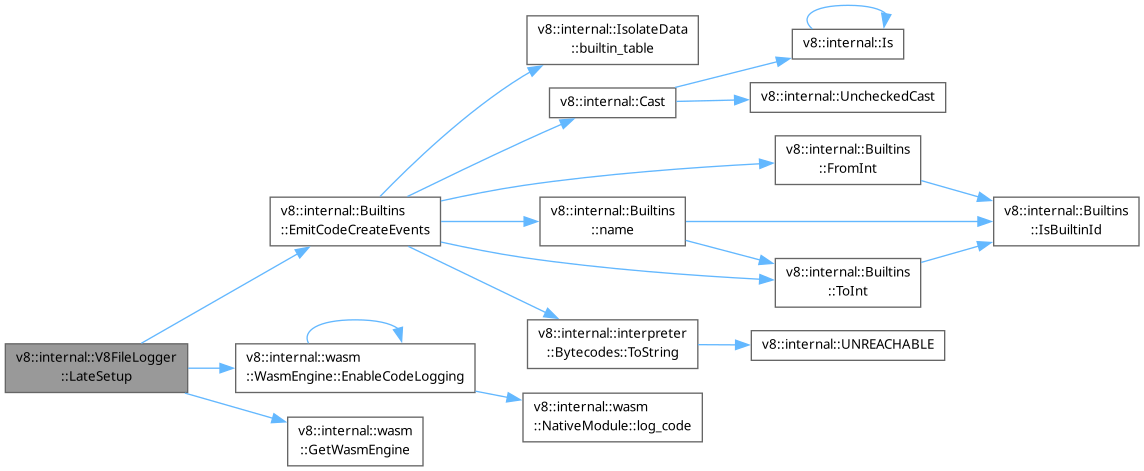 v8::internal::V8FileLogger
::LateSetup
v8::internal::Builtins
::EmitCodeCreateEvents
v8::internal::wasm
::WasmEngine::EnableCodeLogging
v8::internal::wasm
::GetWasmEngine
v8::internal::IsolateData
::builtin_table
v8::internal::Cast
v8::internal::Builtins
::name
v8::internal::interpreter
::Bytecodes::ToString
v8::internal::wasm
::NativeModule::log_code
v8::internal::Is
v8::internal::UncheckedCast
v8::internal::Builtins
::FromInt
v8::internal::Builtins
::ToInt
v8::internal::UNREACHABLE
v8::internal::Builtins
::IsBuiltinId